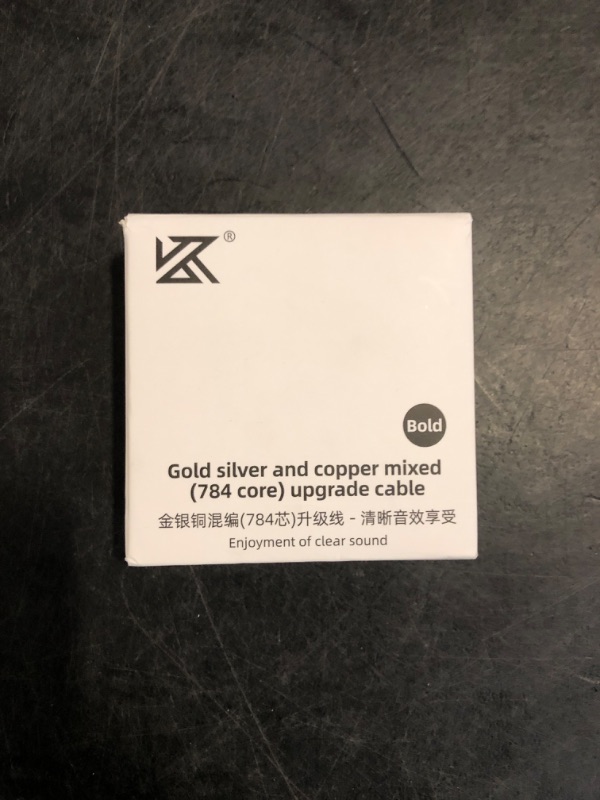 KZ®
Bold
Gold silver and copper mixed
(784 core) upgrade cable
金银铜混编(784芯)升级线 - 清晰音效享受
Enjoyment of clear sound